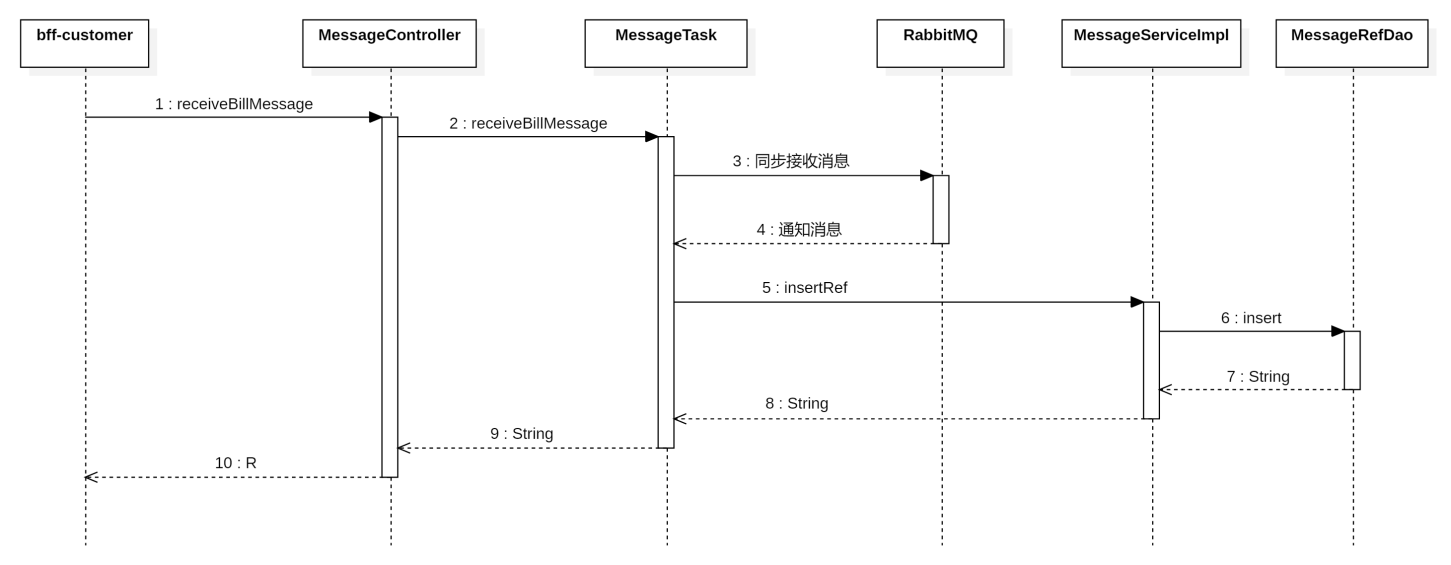 bff-customer
MessageController
MessageTask
RabbitMQ
MessageServiceImpl
MessageRefDao
1 : receiveBillMessage
2 : receiveBillMessage
3 : 同步接收消息
4 : 通知消息
5 : insertRef
6 : insert
7 : String
8 : String
9 : String
10 : R